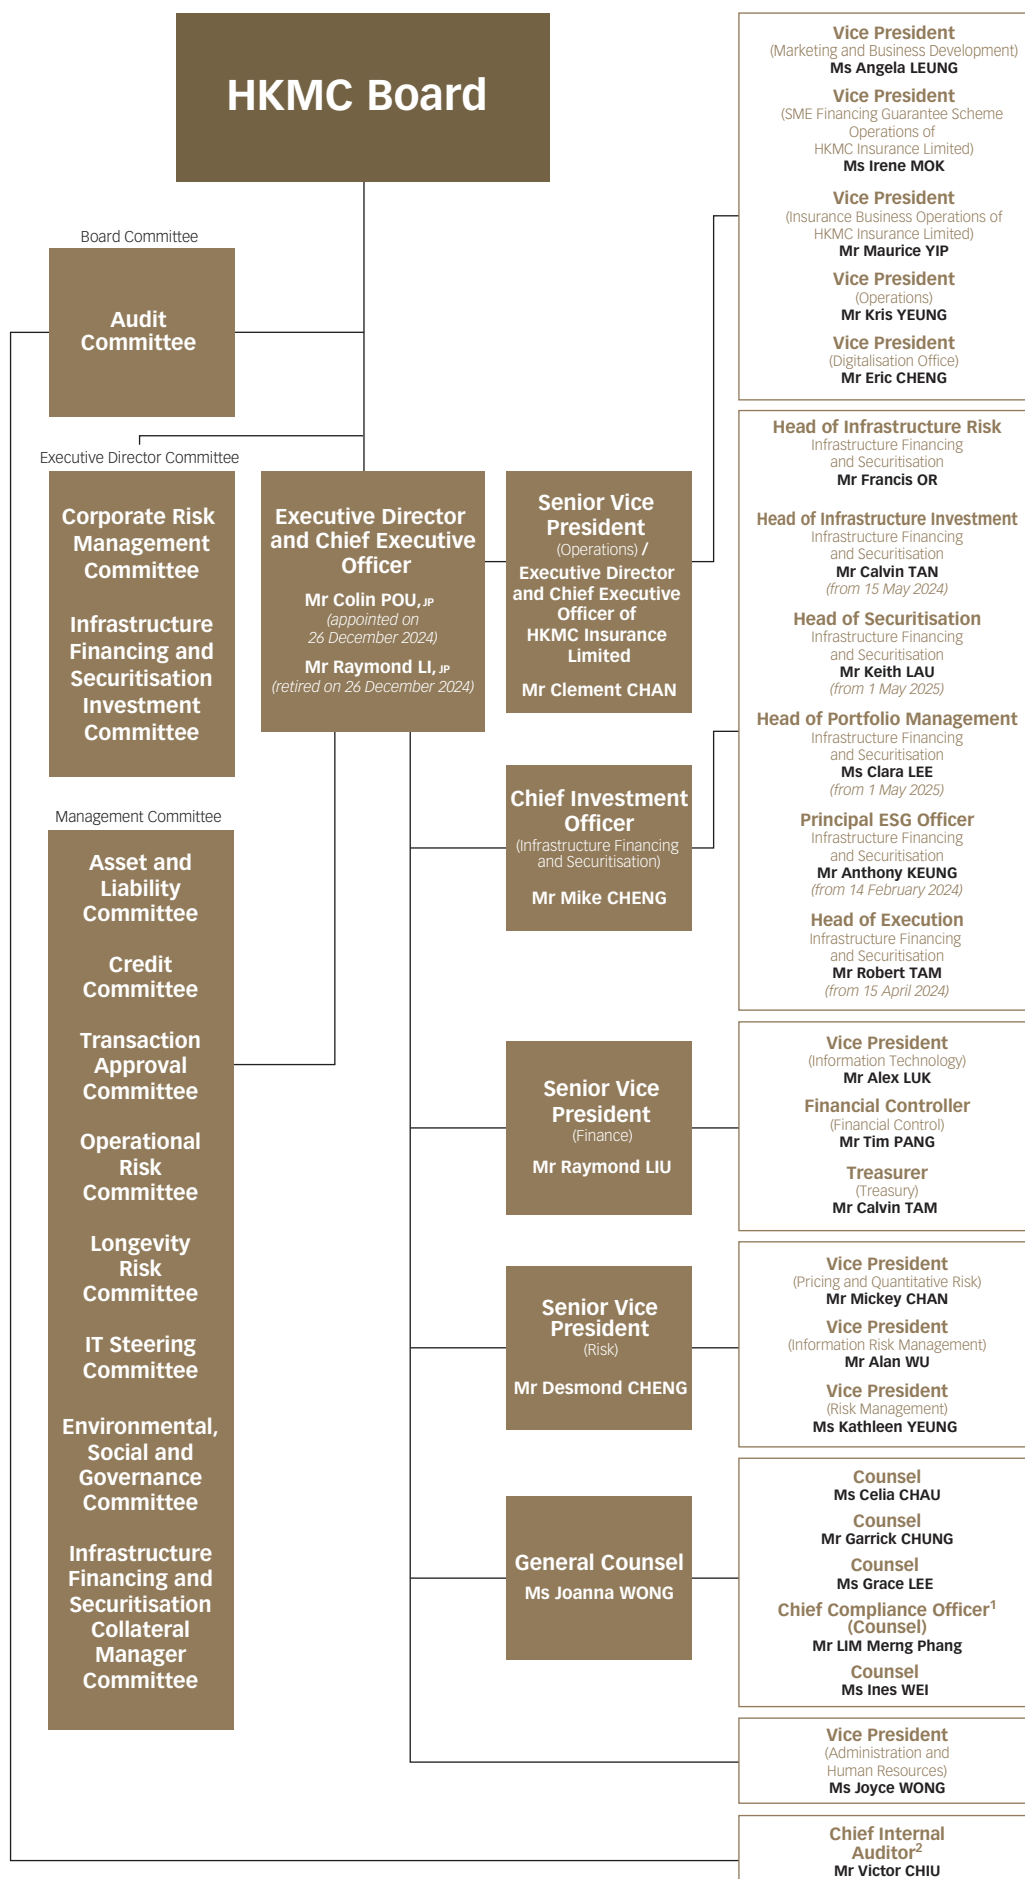 HKMC Board
Board Committee
Audit
Committee
Executive Director Committee
Corporate Risk
Management
Committee
Infrastructure
Financing and
Securitisation
Investment
Committee
Management Committee
Asset and
Liability
Committee
Credit
Committee
Transaction
Approval
Committee
Operational
Risk
Committee
Longevity
Risk
Committee
IT Steering
Committee
Environmental,
Social and
Governance
Committee
Infrastructure
Financing and
Securitisation
Collateral
Manager
Committee
Executive Director
and Chief Executive
Officer
Mr Colin POU, JP
(appointed on
26 December 2024)
Mr Raymond LI, JP
(retired on 26 December 2024)
Senior Vice
President
(Operations) /
Executive Director
and Chief Executive
Officer of
HKMC Insurance
Limited
Mr Clement CHAN
Chief Investment
Officer
(Infrastructure Financing
and Securitisation)
Mr Mike CHENG
Senior Vice
President
(Finance)
Mr Raymond LIU
Senior Vice
President
(Risk)
Mr Desmond CHENG
General Counsel
Ms Joanna WONG
Vice President
(Marketing and Business Development)
Ms Angela LEUNG
Vice President
(SME Financing Guarantee Scheme
Operations of
HKMC Insurance Limited)
Ms Irene MOK
Vice President
(Insurance Business Operations of
HKMC Insurance Limited)
Mr Maurice YIP
Vice President
(Operations)
Mr Kris YEUNG
Vice President
(Digitalisation Office)
Mr Eric CHENG
Head of Infrastructure Risk
Infrastructure Financing
and Securitisation
Mr Francis OR
Head of Infrastructure Investment
Infrastructure Financing
and Securitisation
Mr Calvin TAN
(from 15 May 2024)
Head of Securitisation
Infrastructure Financing
and Securitisation
Mr Keith LAU
(from 1 May 2025)
Head of Portfolio Management
Infrastructure Financing
and Securitisation
Ms Clara LEE
(from 1 May 2025)
Principal ESG Officer
Infrastructure Financing
and Securitisation
Mr Anthony KEUNG
(from 14 February 2024)
Head of Execution
Infrastructure Financing
and Securitisation
Mr Robert TAM
(from 15 April 2024)
Vice President
(Information Technology)
Mr Alex LUK
Financial Controller
(Financial Control)
Mr Tim PANG
Treasurer
(Treasury)
Mr Calvin TAM
Vice President
(Pricing and Quantitative Risk)
Mr Mickey CHAN
Vice President
(Information Risk Management)
Mr Alan WU
Vice President
(Risk Management)
Ms Kathleen YEUNG
Counsel
Ms Celia CHAU
Counsel
Mr Garrick CHUNG
Counsel
Ms Grace LEE
Chief Compliance Officer¹
(Counsel)
Mr LIM Merng Phang
Counsel
Ms Ines WEI
Vice President
(Administration and
Human Resources)
Ms Joyce WONG
Chief Internal
Auditor²
Mr Victor CHIU